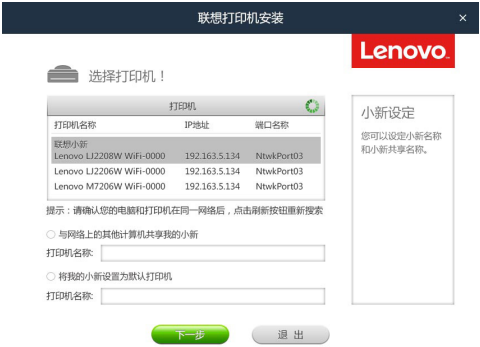 联想打印机安装
×
Lenovo.
选择打印机！
打印机
打印机名称 IP地址 端口名称
联想小新
Lenovo LJ2208W WiFi-0000 192.163.5.134 NtwkPort03
Lenovo LJ2206W WiFi-0000 192.163.5.134 NtwkPort03
Lenovo M7206W WiFi-0000 192.163.5.134 NtwkPort03
提示：请确认您的电脑和打印机在同一网络后，点击刷新按钮重新搜索
与网络上的其他计算机共享我的小新
打印机名称:
将我的小新设置为默认打印机
打印机名称:
小新设定
您可以设定小新名称
和小新共享名称。
下一步 退 出